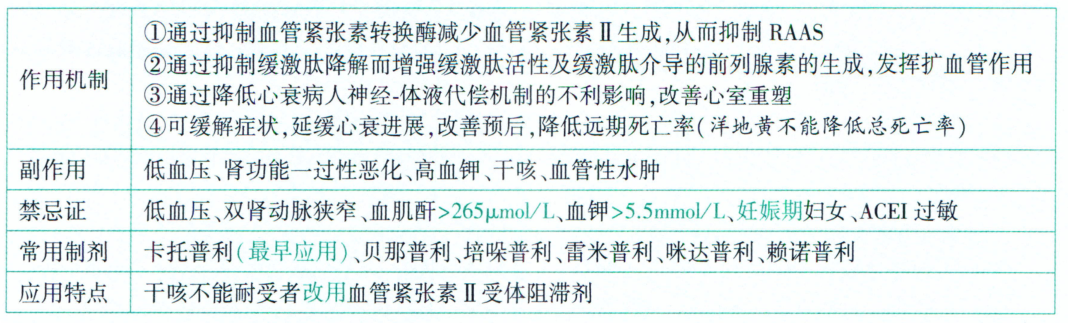 作用机制
①通过抑制血管紧张素转换酶减少血管紧张素Ⅱ生成,从而抑制 RAAS
②通过抑制缓激肽降解而增强缓激肽活性及缓激肽介导的前列腺素的生成,发挥扩血管作用
③通过降低心衰病人神经-体液代偿机制的不利影响,改善心室重塑
④可缓解症状,延缓心衰进展,改善预后,降低远期死亡率(洋地黄不能降低总死亡率)
副作用 低血压、肾功能一过性恶化、高血钾、干咳、血管性水肿
禁忌证 低血压、双肾动脉狭窄、血肌酐>265μmol/L、血钾>5.5mmol/L、妊娠期妇女、ACEI 过敏
常用制剂 卡托普利(最早应用)、贝那普利、培哚普利、雷米普利、咪达普利、赖诺普利
应用特点 干咳不能耐受者改用血管紧张素Ⅱ受体阻滞剂